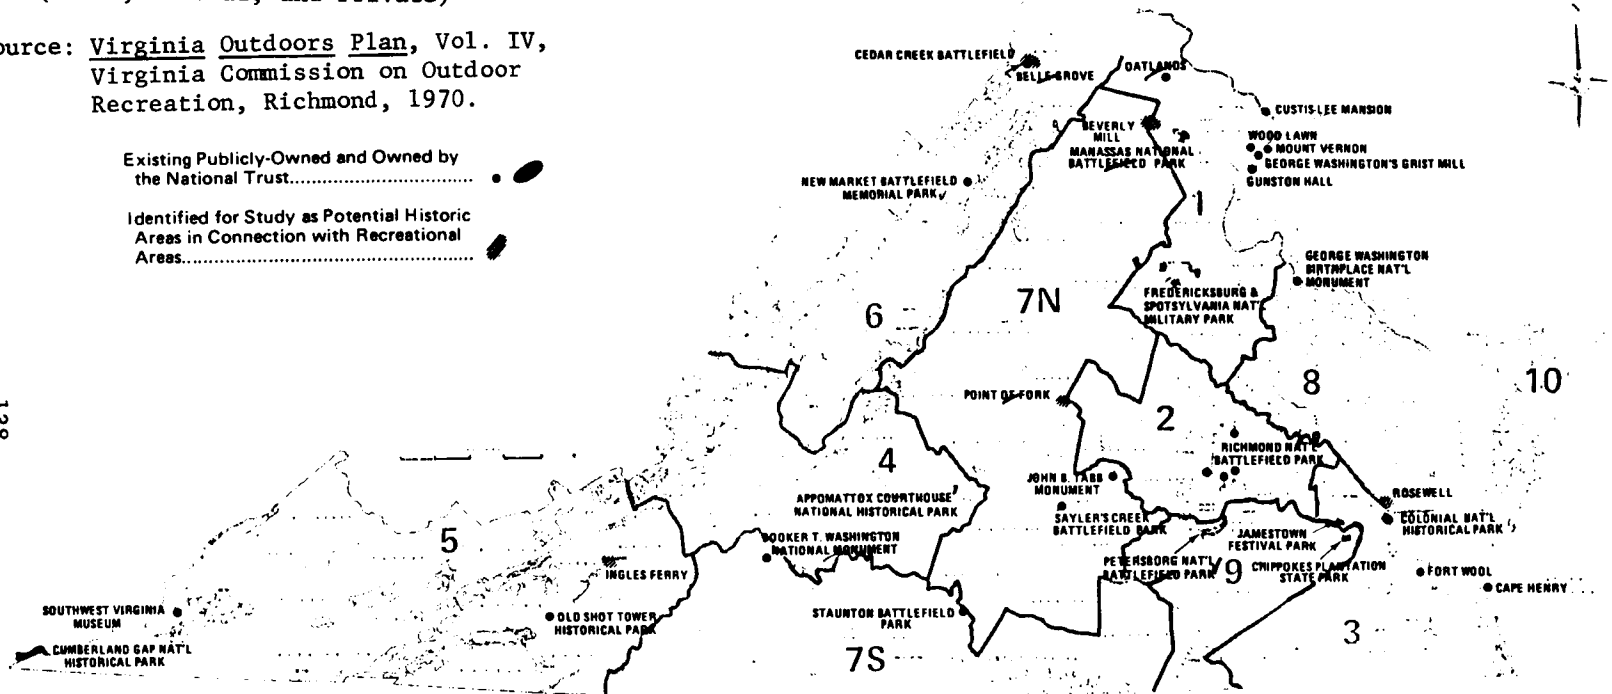 ource: Virginia Outdoors Plan, Vol. IV,
Virginia Commission on Outdoor
Recreation, Richmond, 1970.
Existing Publicly-Owned and Owned by
the National Trust
Identified for Study as Potential Historic
Areas in Connection with Recreational
Areas
CEDAR CREEK BATTLEFIELD
BELLE GROVE
OATLANDS
CUSTIS-LEE MANSION
BEVERLY
MILL
MANASSAS NATIONAL
BATTLEFIELD PARK
WOOD LAWN
MOUNT VERNON
GEORGE WASHINGTON'S GRIST MILL
GUNSTON HALL
NEW MARKET BATTLEFIELD
MEMORIAL PARK
1
GEORGE WASHINGTON
BIRTHPLACE NAT'L
MONUMENT
6
7N
FREDERICKSBURG &
SPOTSYLVANIA NAT'L
MILITARY PARK
8
10
POINT OF FORK
2
RICHMOND NAT'L
BATTLEFIELD PARK
4
JOHN B. TABB
MONUMENT
APPOMATTOX COURTHOUSE
NATIONAL HISTORICAL PARK
SAYLER'S CREEK
BATTLEFIELD PARK
ROSEWELL
COLONIAL NAT'L
HISTORICAL PARK
5
BOOKER T. WASHINGTON
NATIONAL MONUMENT
JAMESTOWN
FESTIVAL PARK
PETERSBORG NAT'L
BATTLEFIELD PARK
9
CHIPPOKES PLANTATION
STATE PARK
INGLES FERRY
FORT WOOL
CAPE HENRY
SOUTHWEST VIRGINIA
MUSEUM
OLD SHOT TOWER
HISTORICAL PARK
STAUNTON BATTLEFIELD
PARK
3
CUMBERLAND GAP NAT'L
HISTORICAL PARK
7S